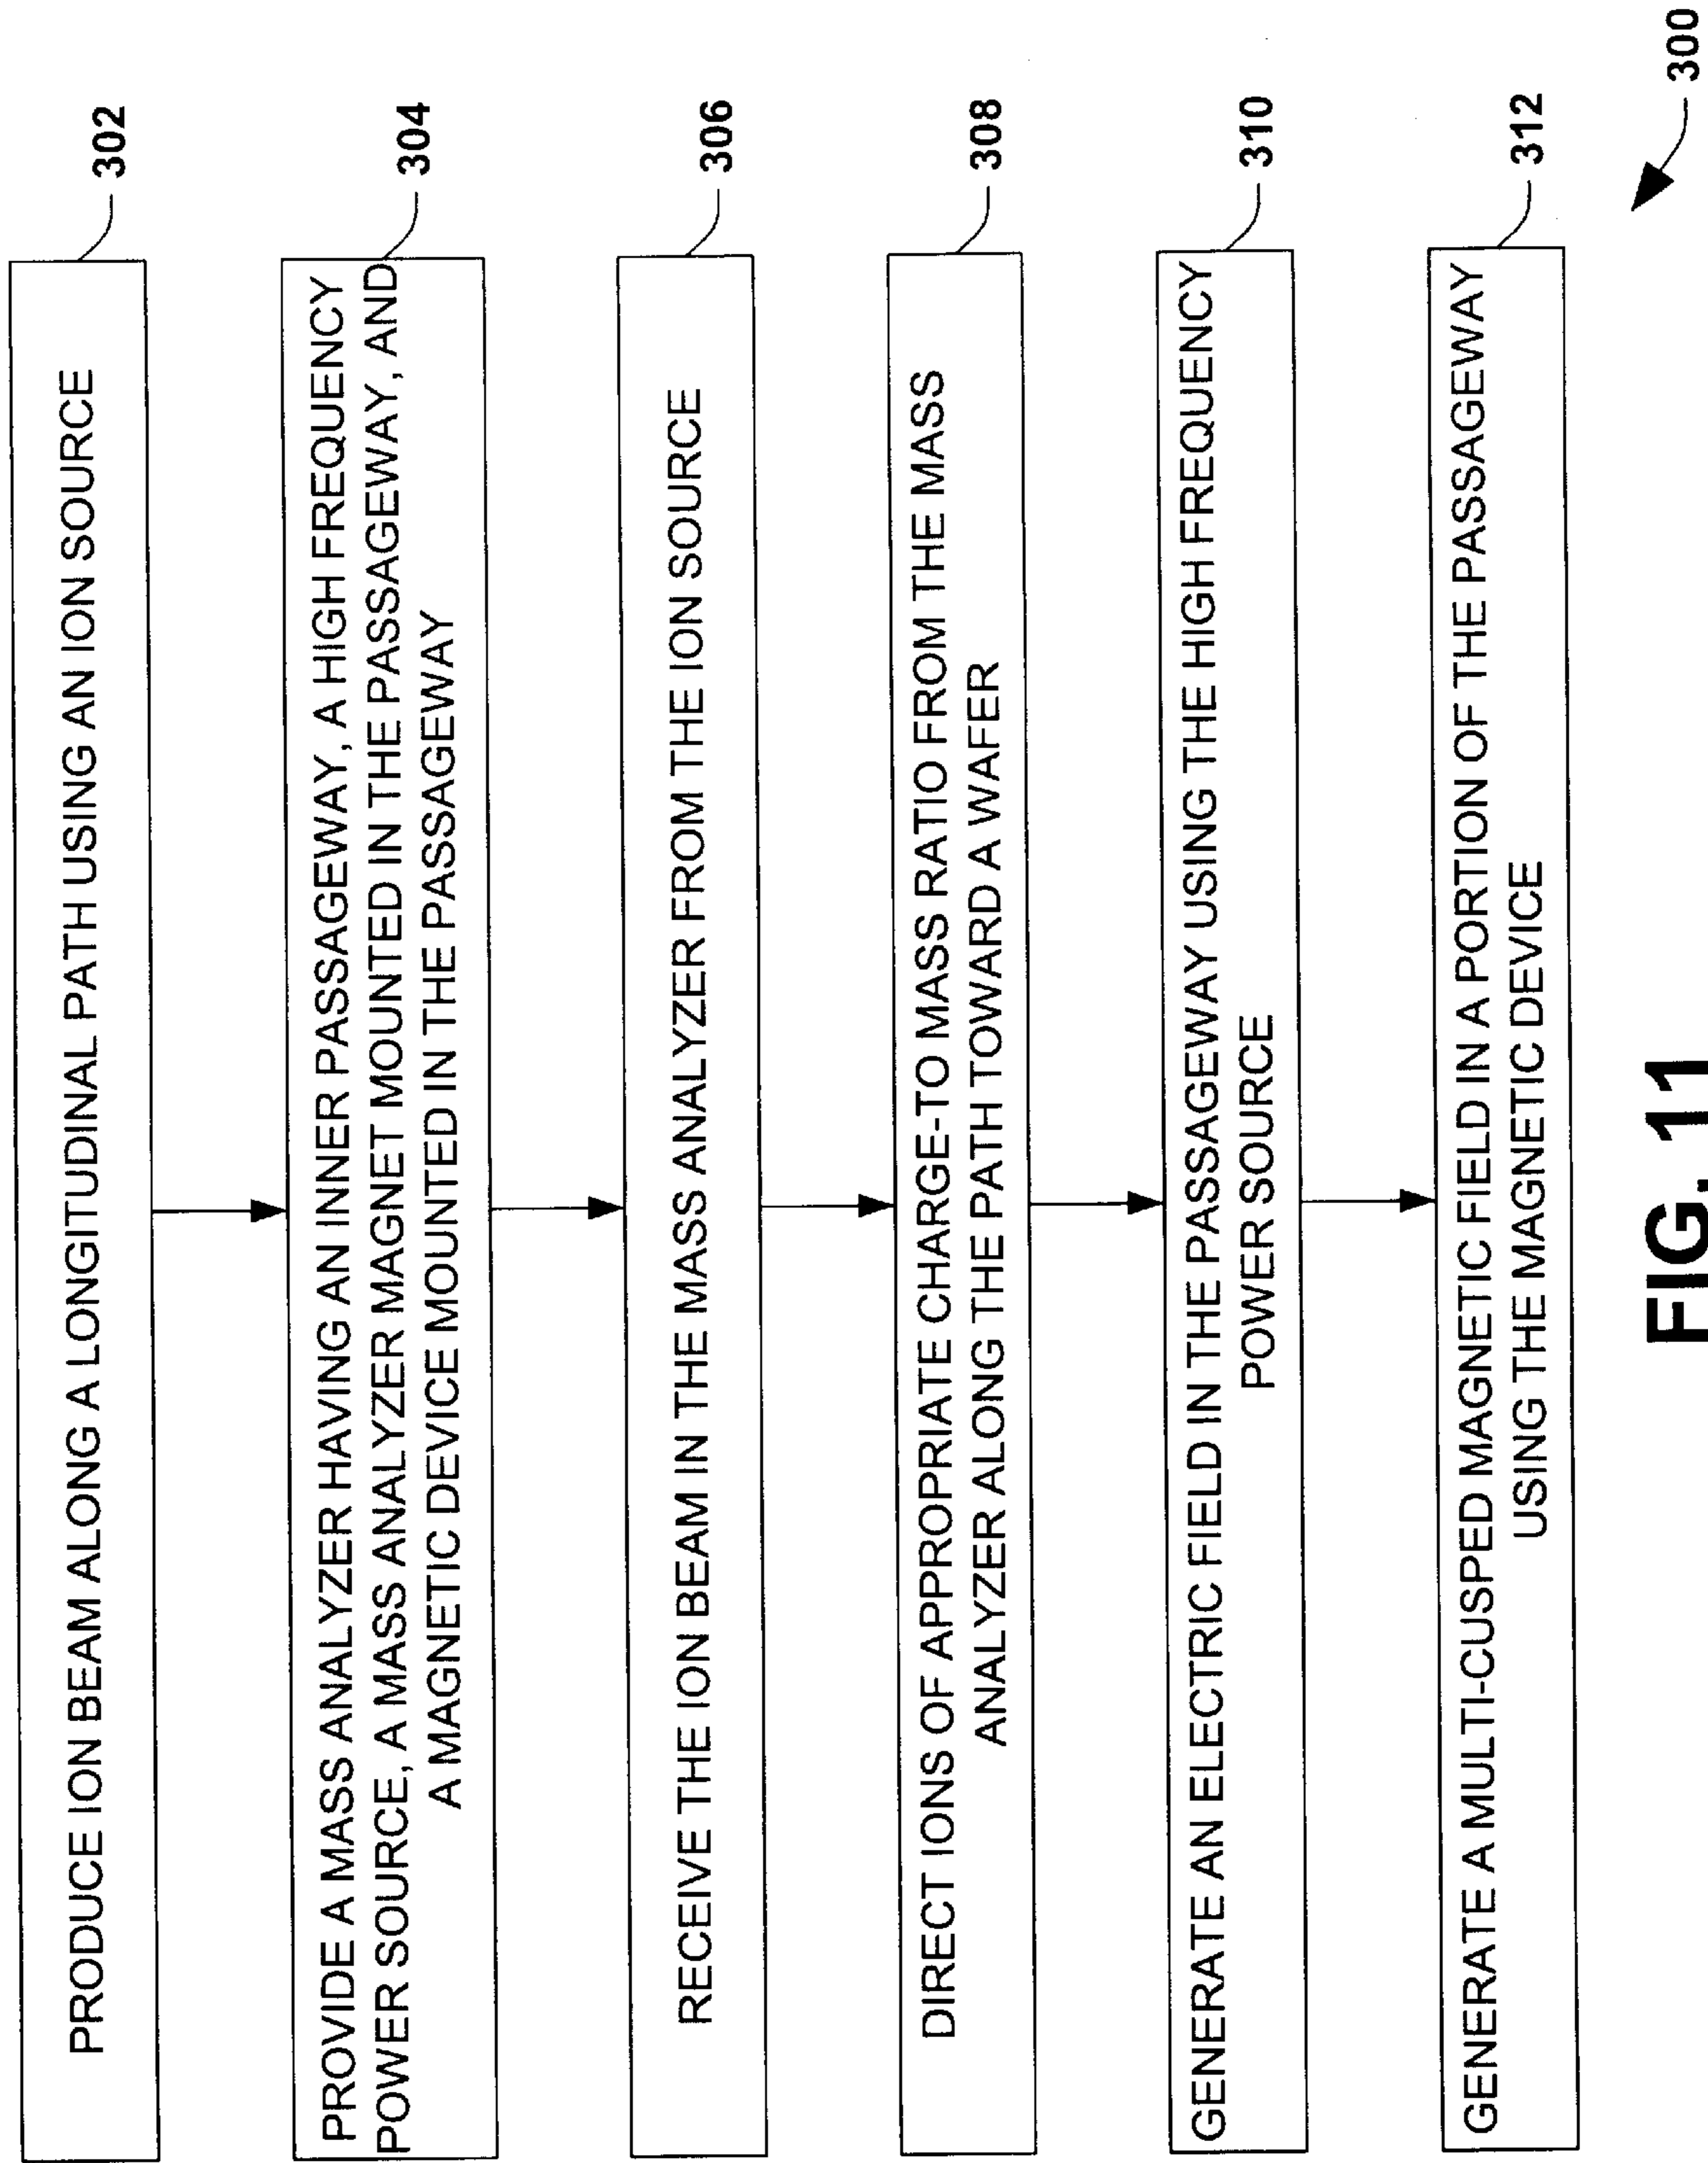 PRODUCE ION BEAM ALONG A LONGITUDINAL PATH USING AN ION SOURCE
302
PROVIDE A MASS ANALYZER HAVING AN INNER PASSAGEWAY, A HIGH FREQUENCY
POWER SOURCE, A MASS ANALYZER MAGNET MOUNTED IN THE PASSAGEWAY, AND
A MAGNETIC DEVICE MOUNTED IN THE PASSAGEWAY
304
RECEIVE THE ION BEAM IN THE MASS ANALYZER FROM THE ION SOURCE
306
DIRECT IONS OF APPROPRIATE CHARGE-TO MASS RATIO FROM THE MASS
ANALYZER ALONG THE PATH TOWARD A WAFER
308
GENERATE AN ELECTRIC FIELD IN THE PASSAGEWAY USING THE HIGH FREQUENCY
POWER SOURCE
310
GENERATE A MULTI-CUSPED MAGNETIC FIELD IN A PORTION OF THE PASSAGEWAY
USING THE MAGNETIC DEVICE
312
300
FIG. 11